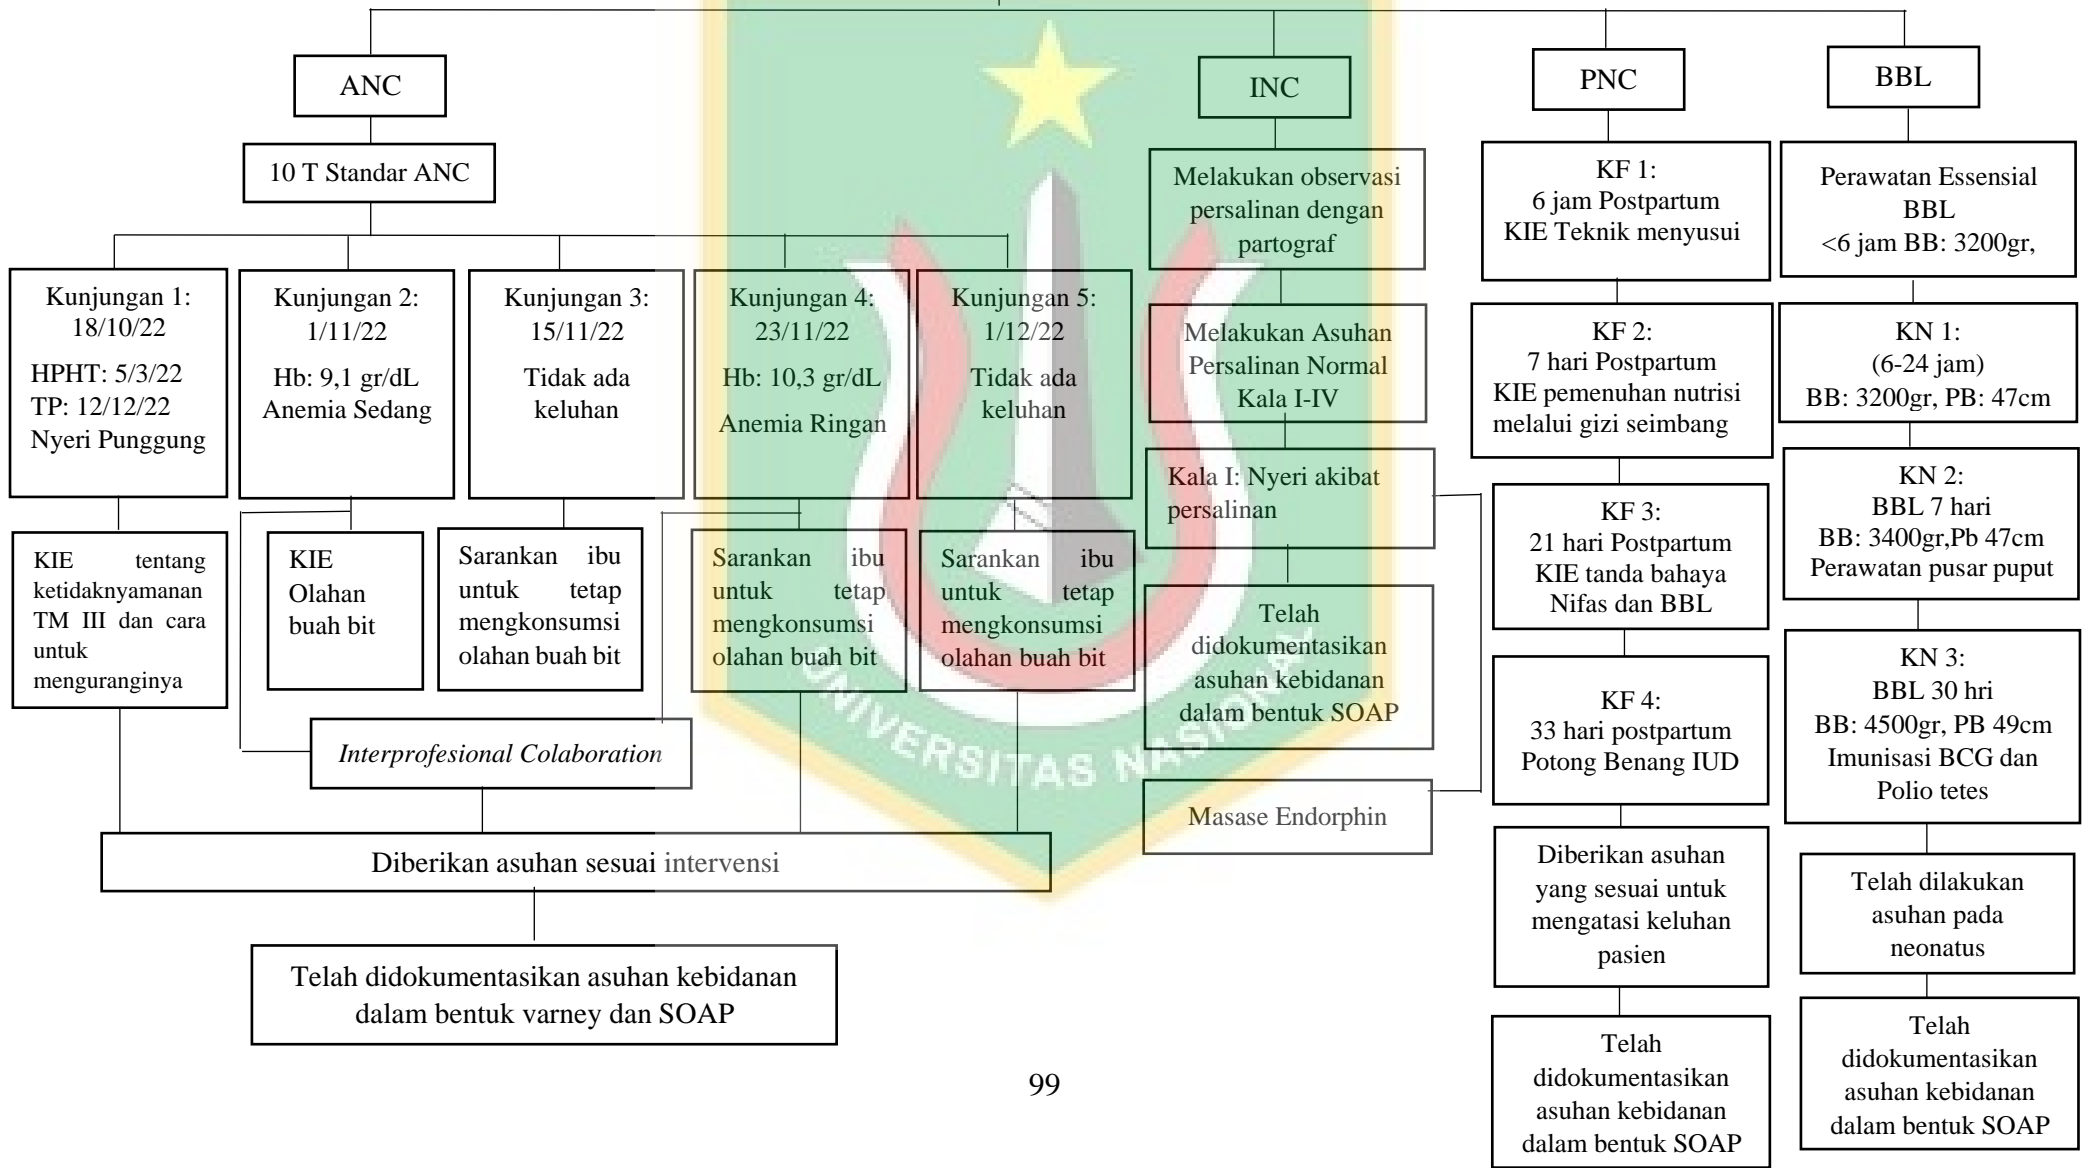 ANC
10 T Standar ANC
Kunjungan 1:
18/10/22
HPHT: 5/3/22
TP: 12/12/22
Nyeri Punggung
Kunjungan 2:
1/11/22
Hb: 9,1 gr/dL
Anemia Sedang
Kunjungan 3:
15/11/22
Tidak ada
keluhan
Kunjungan 4:
23/11/22
Hb: 10,3 gr/dL
Anemia Ringan
Kunjungan 5:
1/12/22
Tidak ada
keluhan
KIE tentang
ketidaknyamanan
TM III dan cara
untuk
menguranginya
KIE
Olahan
buah bit
Sarankan ibu
untuk tetap
mengkonsumsi
olahan buah bit
Sarankan ibu
untuk tetap
mengkonsumsi
olahan buah bit
Sarankan ibu
untuk tetap
mengkonsumsi
olahan buah bit
Interprofesional Colaboration
Diberikan asuhan sesuai intervensi
Telah didokumentasikan asuhan kebidanan
dalam bentuk varney dan SOAP
INC
Melakukan observasi
persalinan dengan
partograf
Melakukan Asuhan
Persalinan Normal
Kala I-IV
Kala I: Nyeri akibat
persalinan
Telah
didokumentasikan
asuhan kebidanan
dalam bentuk SOAP
Masase Endorphin
PNC
KF 1:
6 jam Postpartum
KIE Teknik menyusui
KF 2:
7 hari Postpartum
KIE pemenuhan nutrisi
melalui gizi seimbang
KF 3:
21 hari Postpartum
KIE tanda bahaya
Nifas dan BBL
KF 4:
33 hari postpartum
Potong Benang IUD
Diberikan asuhan
yang sesuai untuk
mengatasi keluhan
pasien
Telah
didokumentasikan
asuhan kebidanan
dalam bentuk SOAP
BBL
Perawatan Essensial
BBL
<6 jam BB: 3200gr,
KN 1:
(6-24 jam)
BB: 3200gr, PB: 47cm
KN 2:
BBL 7 hari
BB: 3400gr,Pb 47cm
Perawatan pusar puput
KN 3:
BBL 30 hri
BB: 4500gr, PB 49cm
Imunisasi BCG dan
Polio tetes
Telah dilakukan
asuhan pada
neonatus
Telah
didokumentasikan
asuhan kebidanan
dalam bentuk SOAP
UNIVERSITAS NASIONAL
99